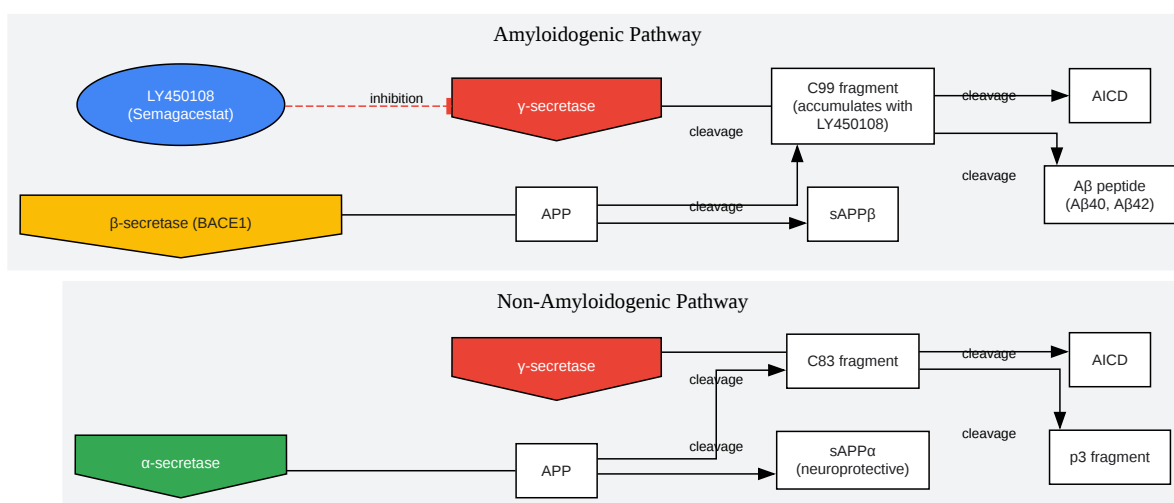 Amyloidogenic Pathway
LY450108
(Semagacestat)
inhibition
γ-secretase
cleavage
C99 fragment
(accumulates with
LY450108)
cleavage
AICD
cleavage
Aβ peptide
(Aβ40, Aβ42)
β-secretase (BACE1)
APP
cleavage
sAPPβ
Non-Amyloidogenic Pathway
γ-secretase
cleavage
C83 fragment
cleavage
AICD
cleavage
p3 fragment
α-secretase
APP
cleavage
sAPPα
(neuroprotective)